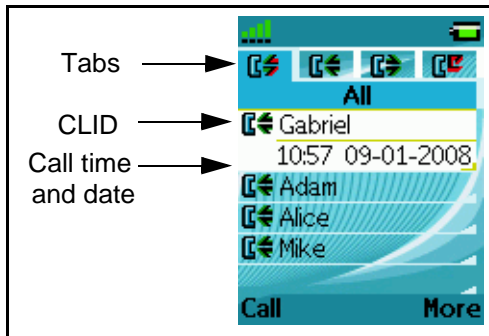 Tabs
All
CLID
Gabriel
Call time
and date
10:57 09-01-2008
Adam
Alice
Mike
Call More